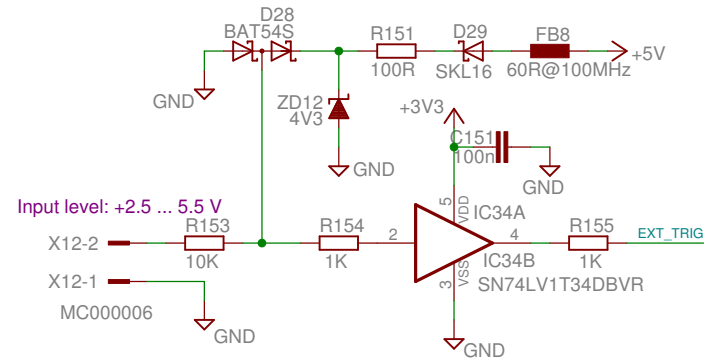 D28
BAT54S
R151
100R
D29
SKL16
FB8
60R@100MHz
+5V
GND
ZD12
4V3
GND
+3V3
C151
100n
GND
Input level: +2.5 ... 5.5 V
X12-2
R153
10K
R154
1K
2
5
VDD
IC34A
4
IC34B
VSS
3
SN74LV1T34DBVR
R155
1K
EXT_TRIG
X12-1
MC000006
GND
GND